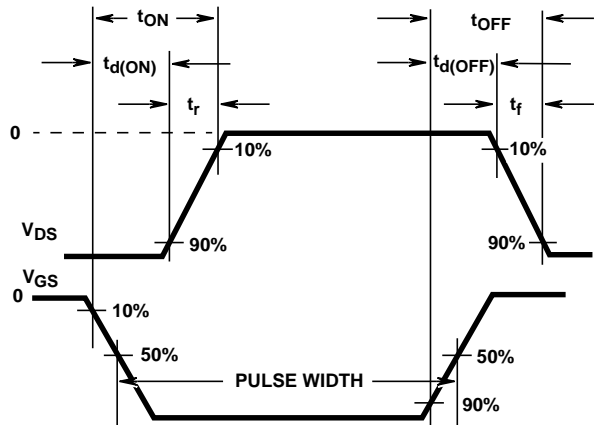 tON tOFF
td(ON) td(OFF)
tr tf
0
10% 10%
VDS 90% 90%
VGS
0
10%
50% 50%
PULSE WIDTH
90%